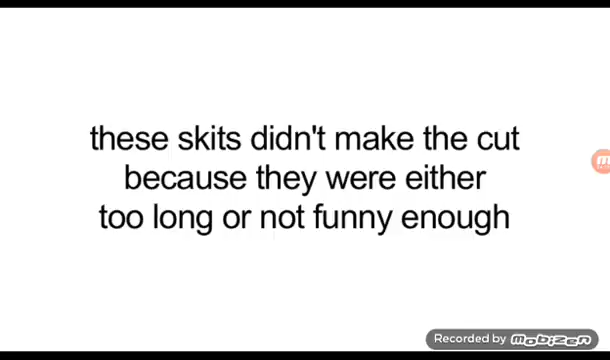 these skits didn't make the cut
because they were either
too long or not funny enough
Recorded by MOBIZEN